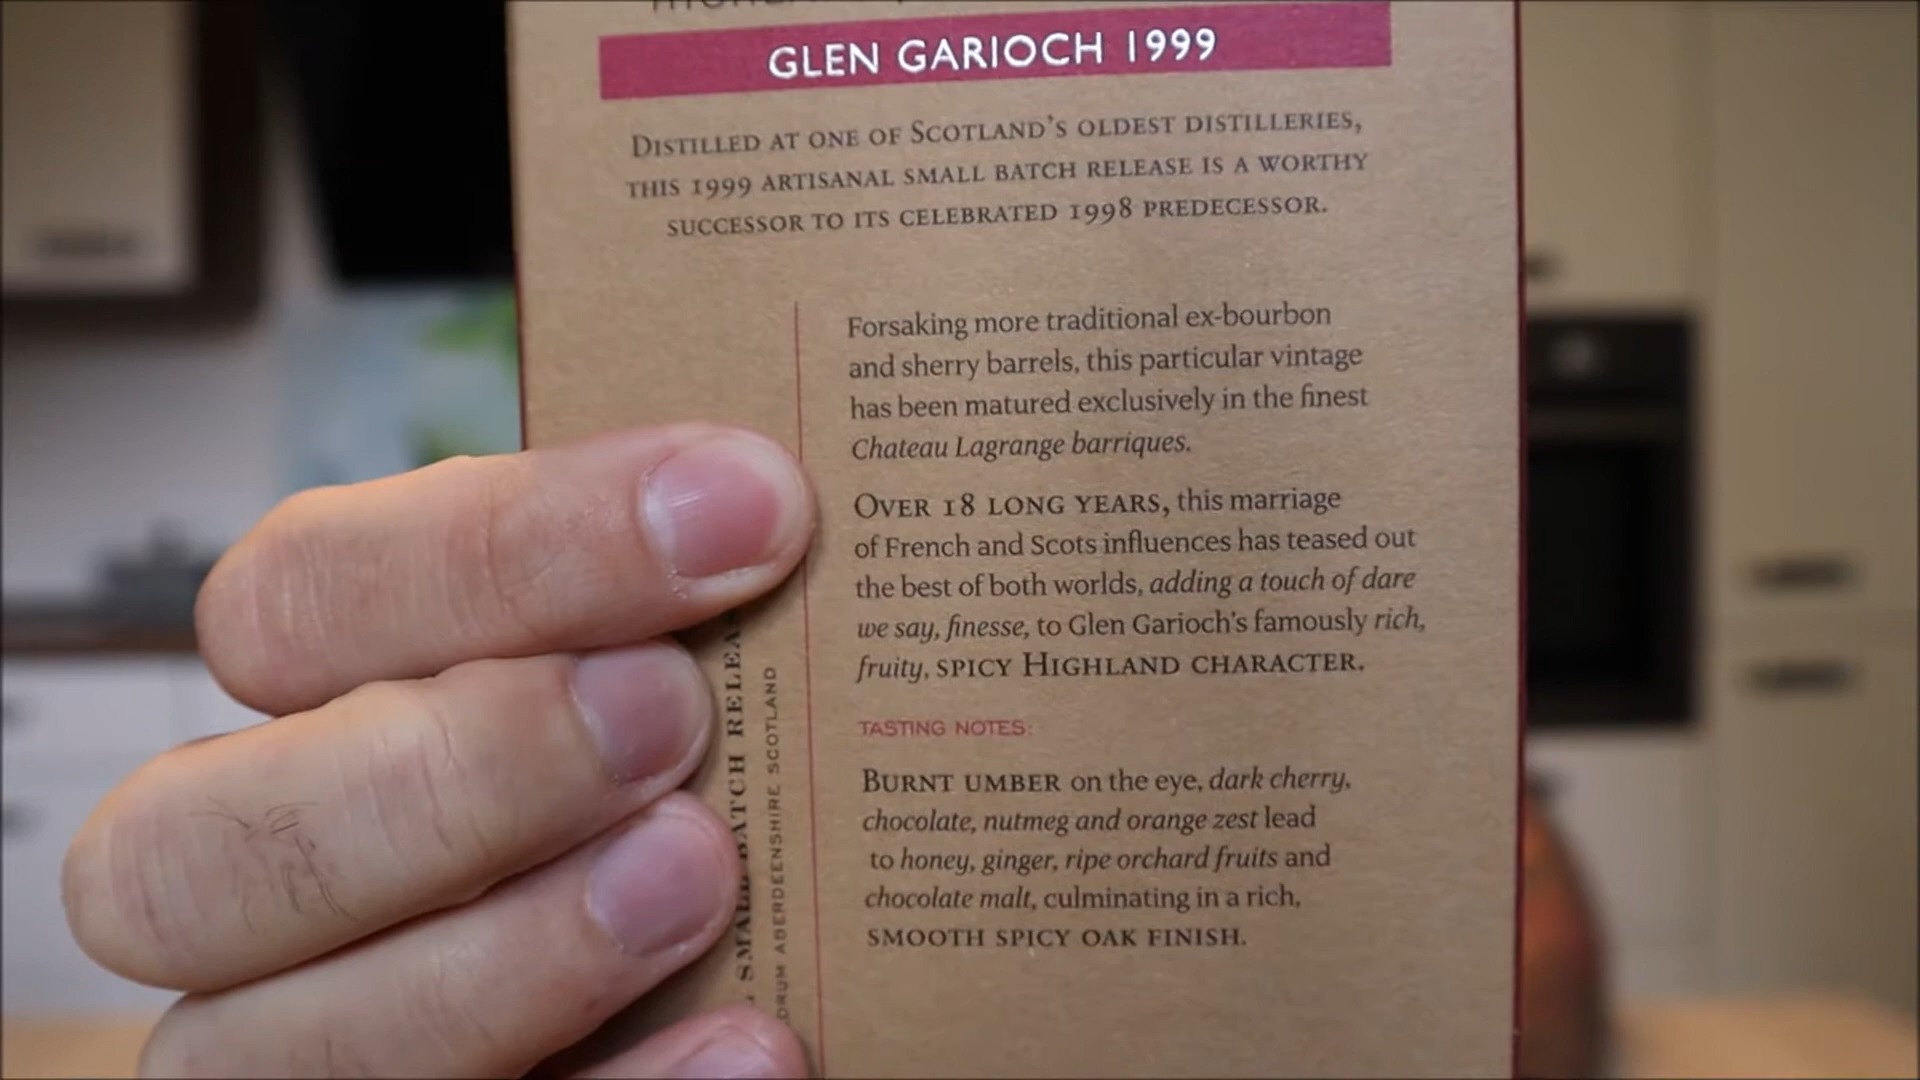 GLEN GARIOCH 1999
DISTILLED AT ONE OF SCOTLAND'S OLDEST DISTILLERIES,
THIS 1999 ARTISANAL SMALL BATCH RELEASE IS A WORTHY
SUCCESSOR TO ITS CELEBRATED 1998 PREDECESSOR.
Forsaking more traditional ex-bourbon
and sherry barrels, this particular vintage
has been matured exclusively in the finest
Chateau Lagrange barriques.
OVER 18 LONG YEARS, this marriage
of French and Scots influences has teased out
the best of both worlds, adding a touch of dare
we say, finesse, to Glen Garioch's famously rich,
fruity, SPICY HIGHLAND CHARACTER.
TASTING NOTES:
BURNT UMBER on the eye, dark cherry,
chocolate, nutmeg and orange zest lead
to honey, ginger, ripe orchard fruits and
chocolate malt, culminating in a rich,
SMOOTH SPICY OAK FINISH.
SMALL BATCH
ABERDEENSHIRE SCOTLAND